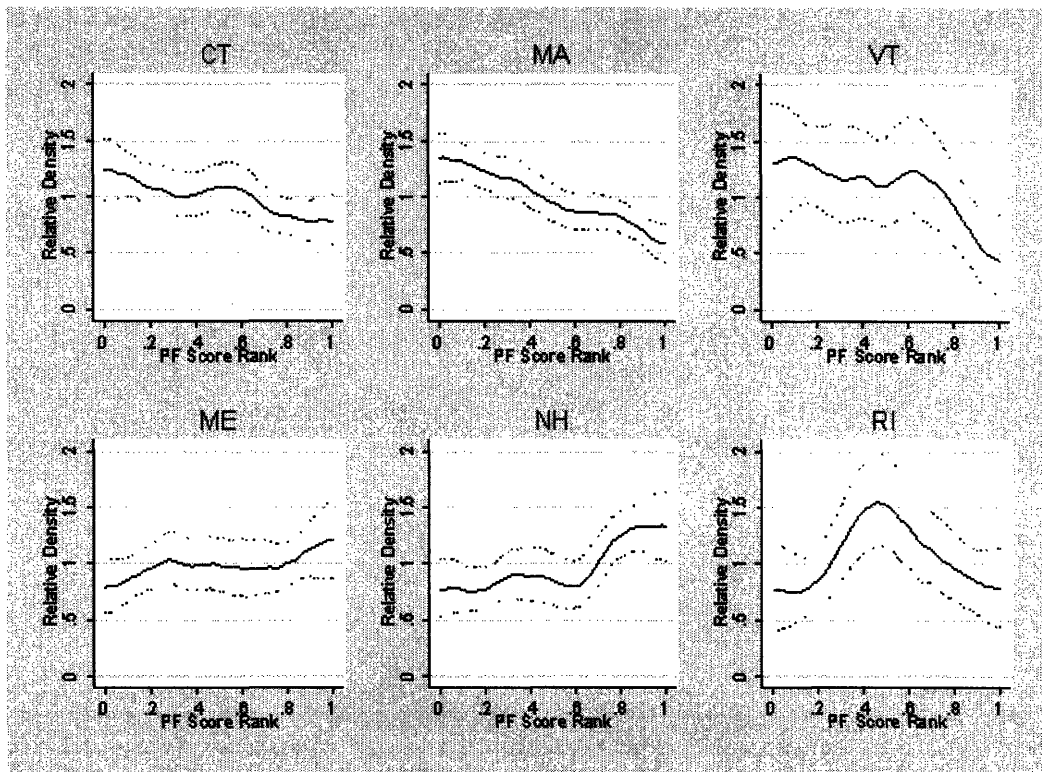 CT
MA
VT
Relative Density
0 .5 1 1.5 2
0 .2 .4 .6 .8 1
PF Score Rank
Relative Density
0 .5 1 1.5 2
0 .2 .4 .6 .8 1
PF Score Rank
Relative Density
0 .5 1 1.5 2
0 .2 .4 .6 .8 1
PF Score Rank
ME
NH
RI
Relative Density
0 .5 1 1.5 2
0 .2 .4 .6 .8 1
PF Score Rank
Relative Density
0 .5 1 1.5 2
0 .2 .4 .6 .8 1
PF Score Rank
Relative Density
0 .5 1 1.5 2
0 .2 .4 .6 .8 1
PF Score Rank